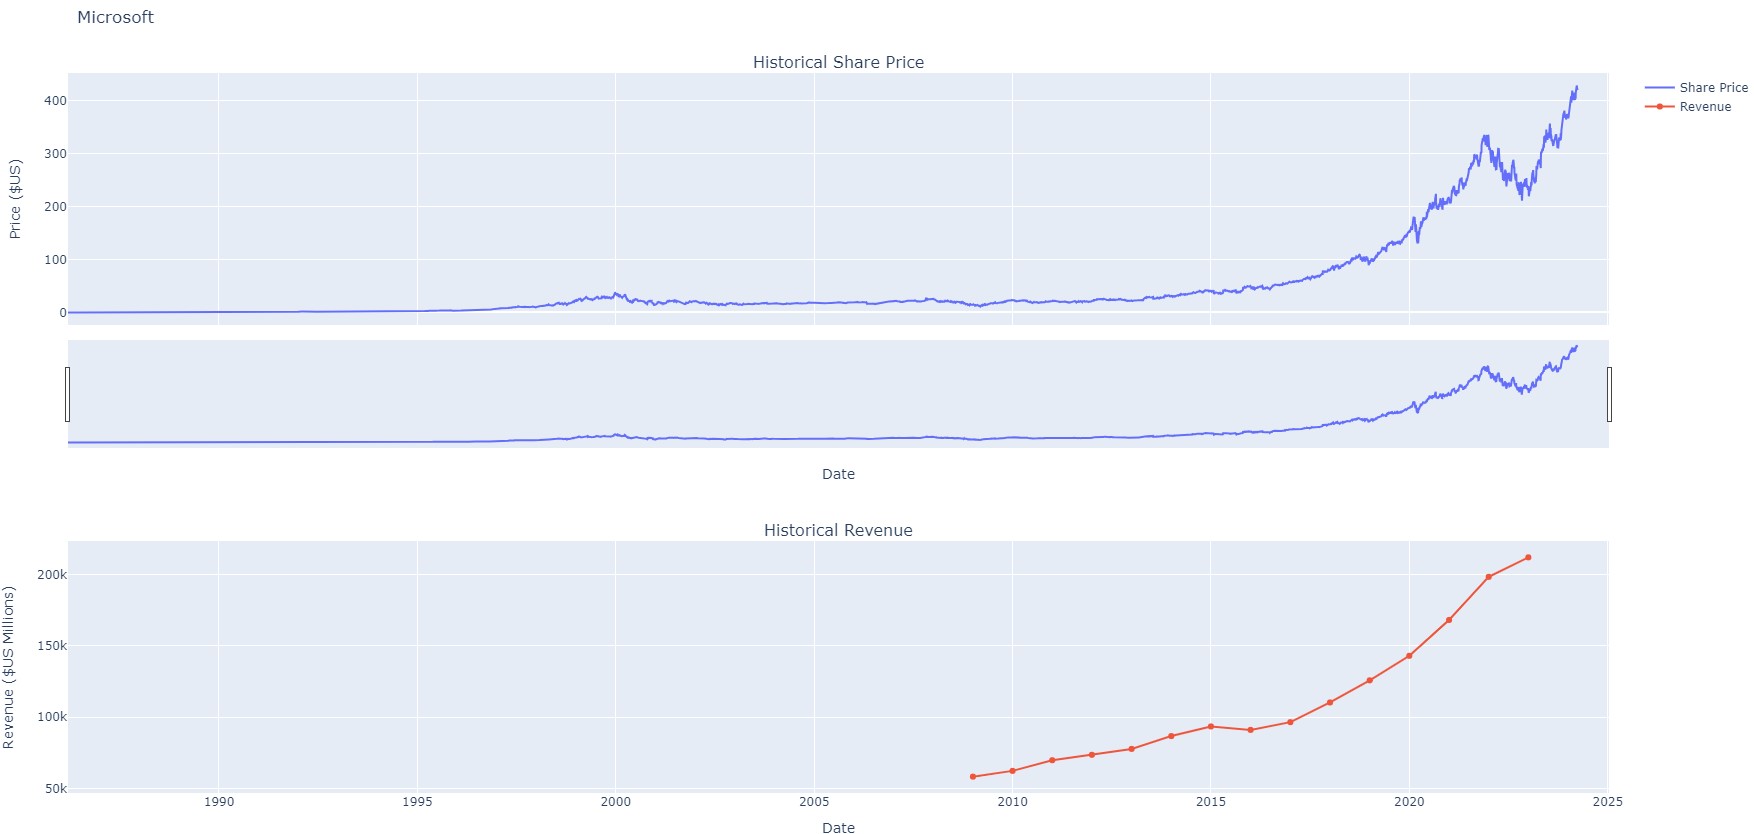 Microsoft
Historical Share Price
Share Price
Revenue
Price ($US)
400
300
200
100
0
Date
Historical Revenue
Revenue ($US Millions)
200k
150k
100k
50k
1990 1995 2000 2005 2010 2015 2020 2025
Date